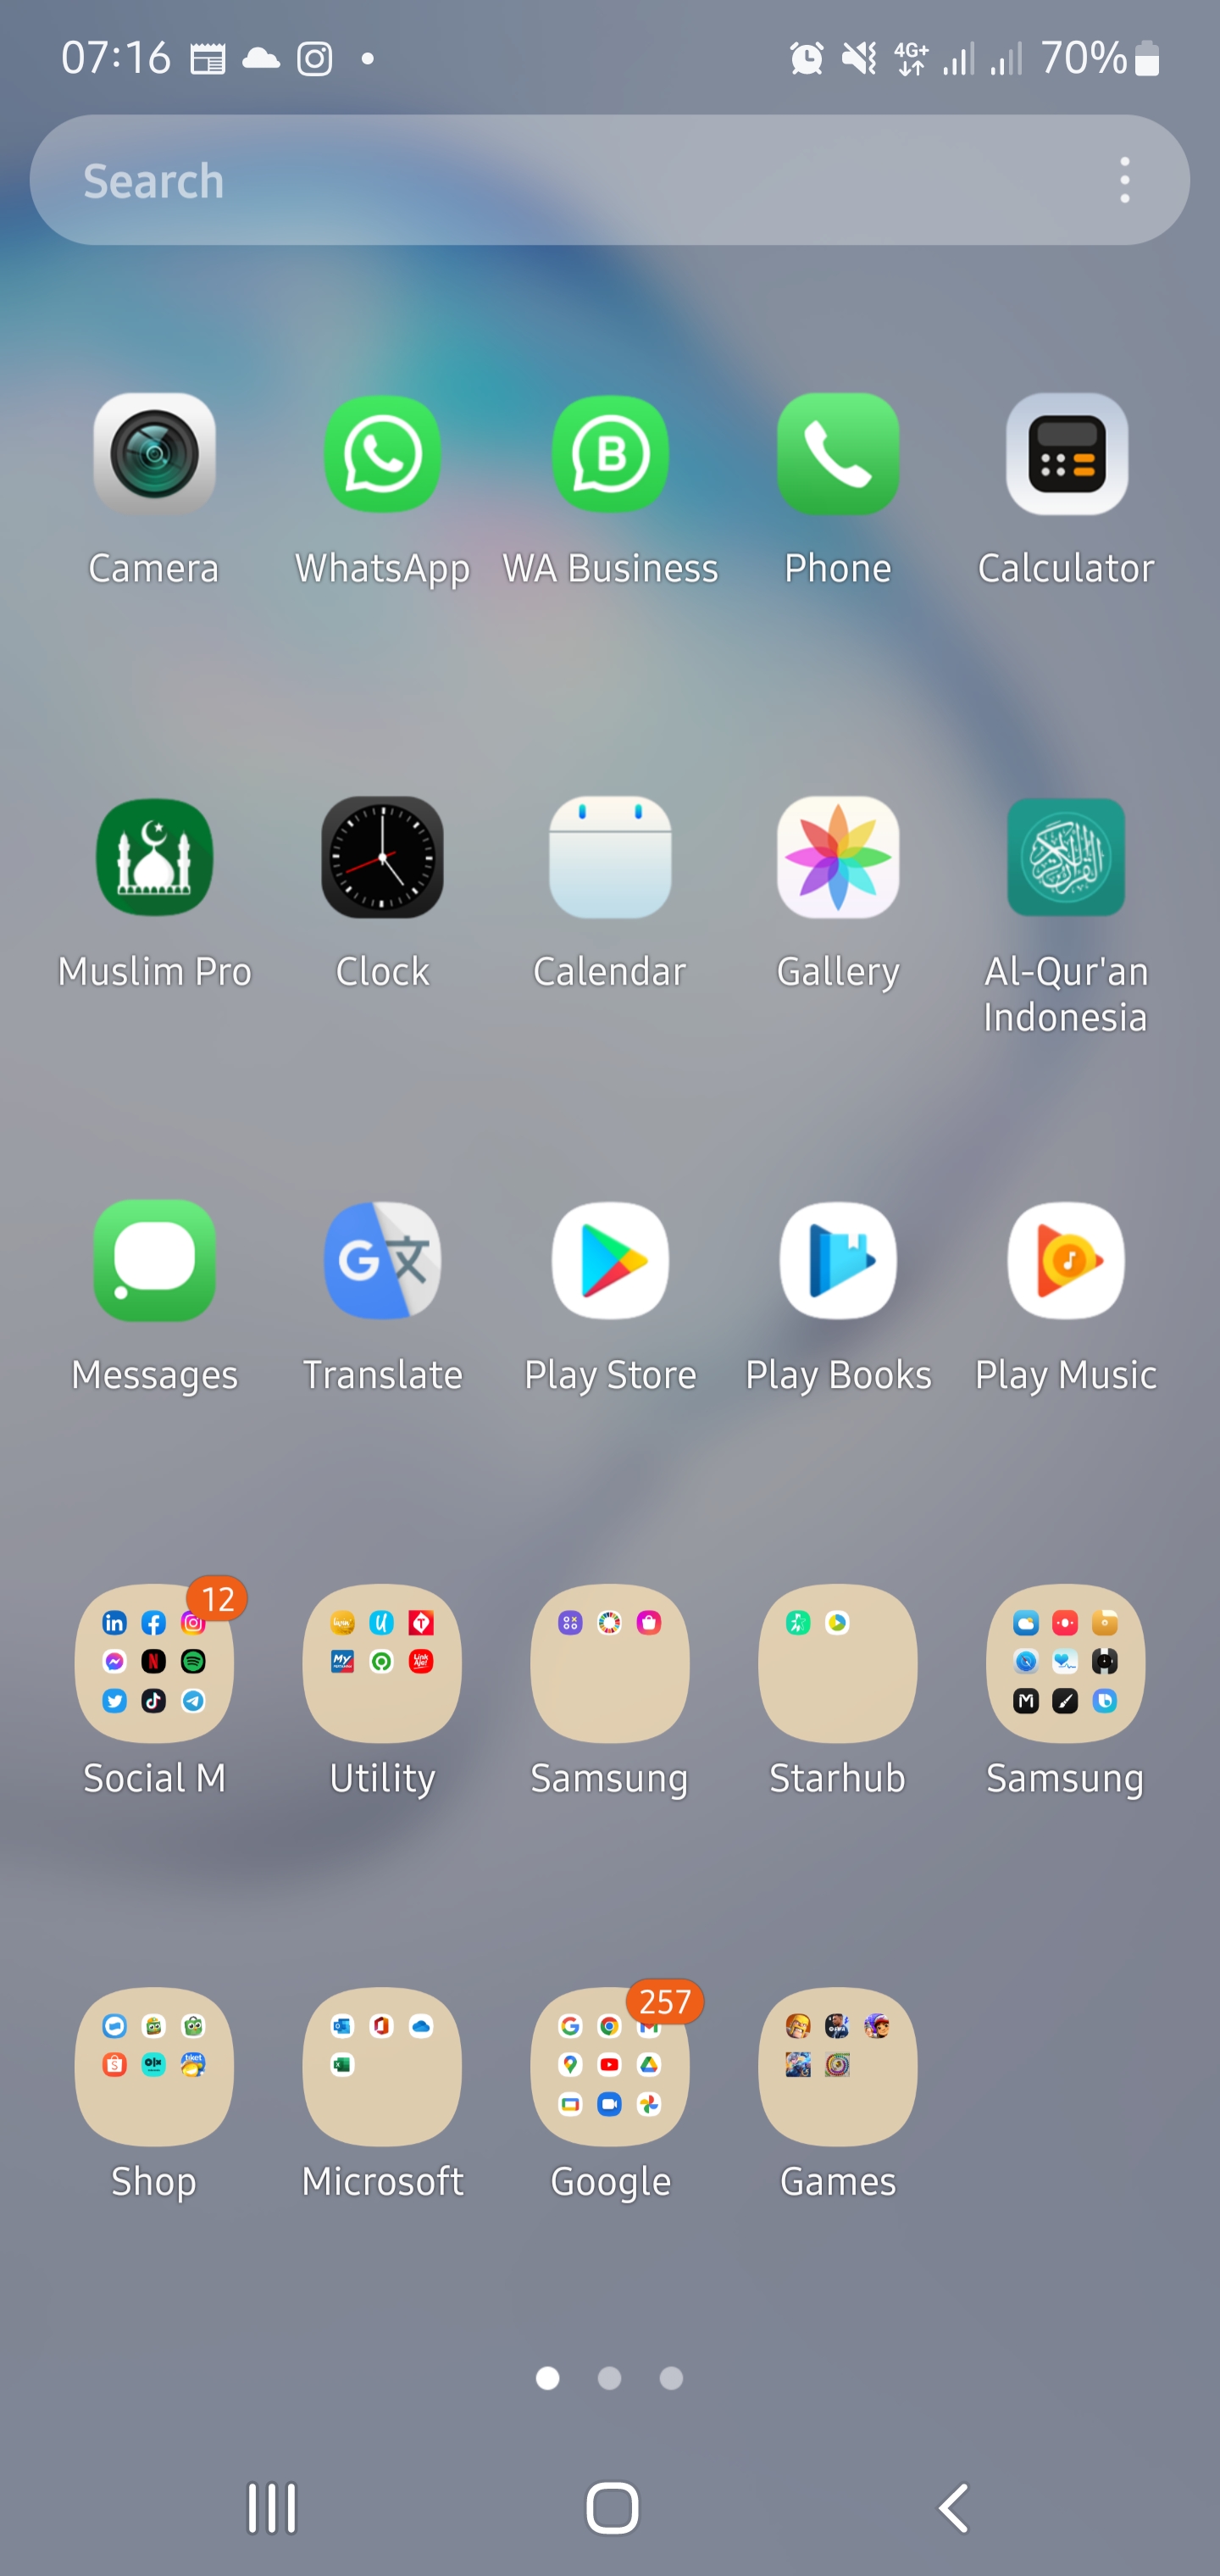 07:16
4G+
70%
Search
Camera
WhatsApp
WA Business
Phone
Calculator
Muslim Pro
Clock
Calendar
Gallery
Al-Qur'an
Indonesia
Messages
Translate
Play Store
Play Books
Play Music
12
Social M
Utility
Samsung
Starhub
Samsung
257
Shop
Microsoft
Google
Games